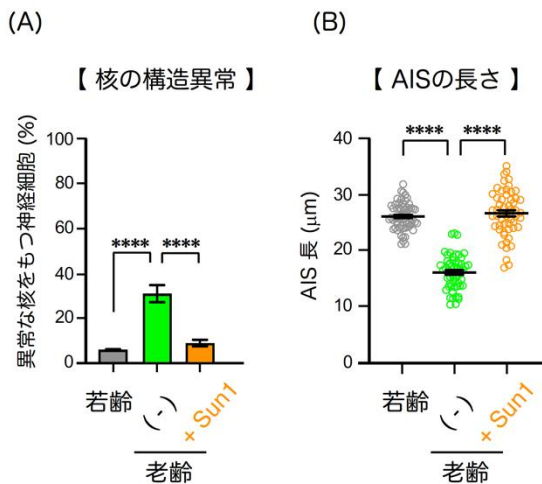 (A)
【 核の構造異常 】
異常な核をもつ神経細胞 (%)
100
80
60
40
20
0
****
****
若齢
(-)
+ Sun1
老齢
(B)
【 AISの長さ 】
AIS 長 (μm)
40
30
20
10
0
****
****
若齢
(-)
+ Sun1
老齢